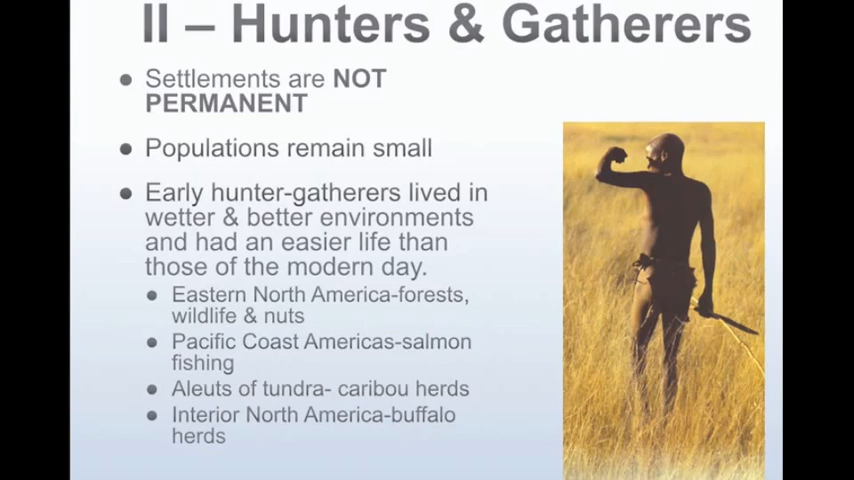 II – Hunters & Gatherers
● Settlements are NOT
PERMANENT
● Populations remain small
● Early hunter-gatherers lived in
wetter & better environments
and had an easier life than
those of the modern day.
● Eastern North America-forests,
wildlife & nuts
● Pacific Coast Americas-salmon
fishing
● Aleuts of tundra- caribou herds
● Interior North America-buffalo
herds